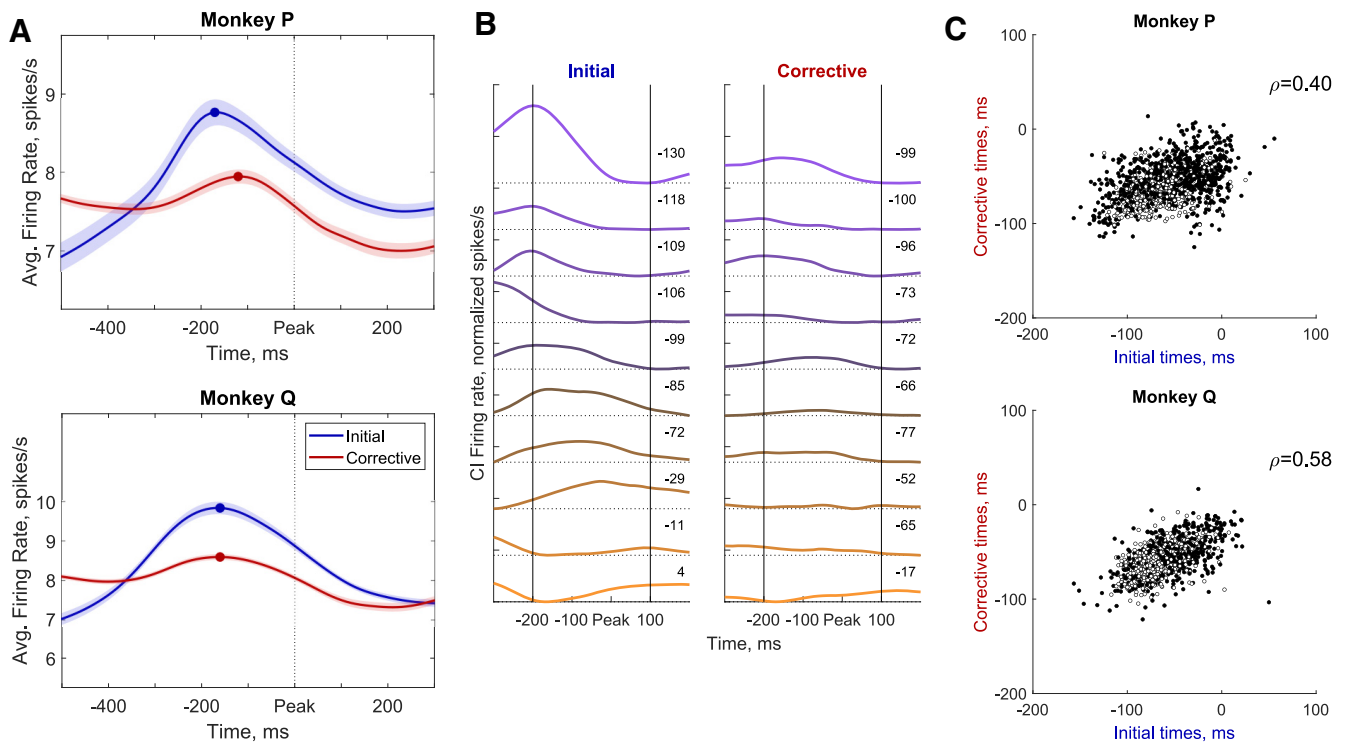 A
Monkey P
Avg. Firing Rate, spikes/s
9
8
7
-400
-200
Peak
200
Time, ms
Monkey Q
Initial
Corrective
Avg. Firing Rate, spikes/s
10
9
8
7
6
-400
-200
Peak
200
Time, ms
B
Initial
Corrective
CI Firing rate, normalized spikes/s
-130
-118
-109
-106
-99
-85
-72
-29
-11
4
-99
-100
-96
-73
-72
-66
-77
-52
-65
-17
-200 -100 Peak 100
-200 -100 Peak 100
Time, ms
C
Monkey P
ρ=0.40
Corrective times, ms
100
0
-100
-200
-200
-100
0
100
Initial times, ms
Monkey Q
ρ=0.58
Corrective times, ms
100
0
-100
-200
-200
-100
0
100
Initial times, ms